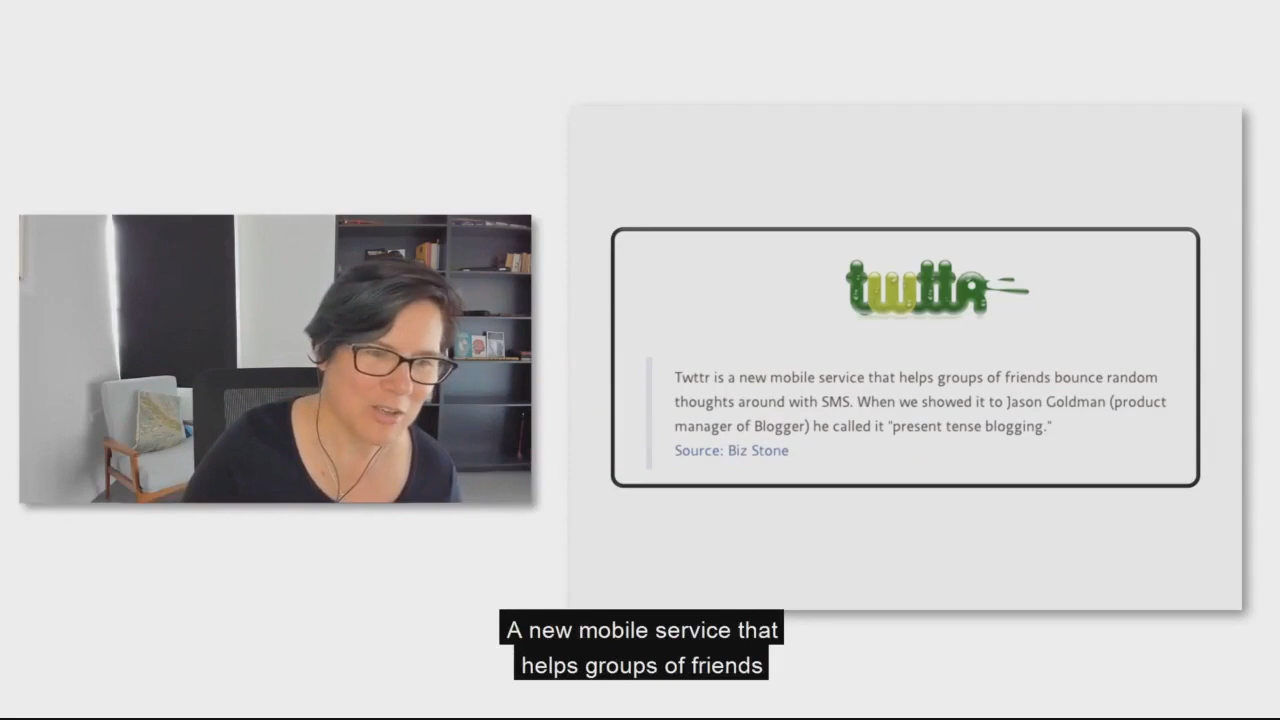 twttr
Twttr is a new mobile service that helps groups of friends bounce random
thoughts around with SMS. When we showed it to Jason Goldman (product
manager of Blogger) he called it "present tense blogging."
Source: Biz Stone
A new mobile service that
helps groups of friends